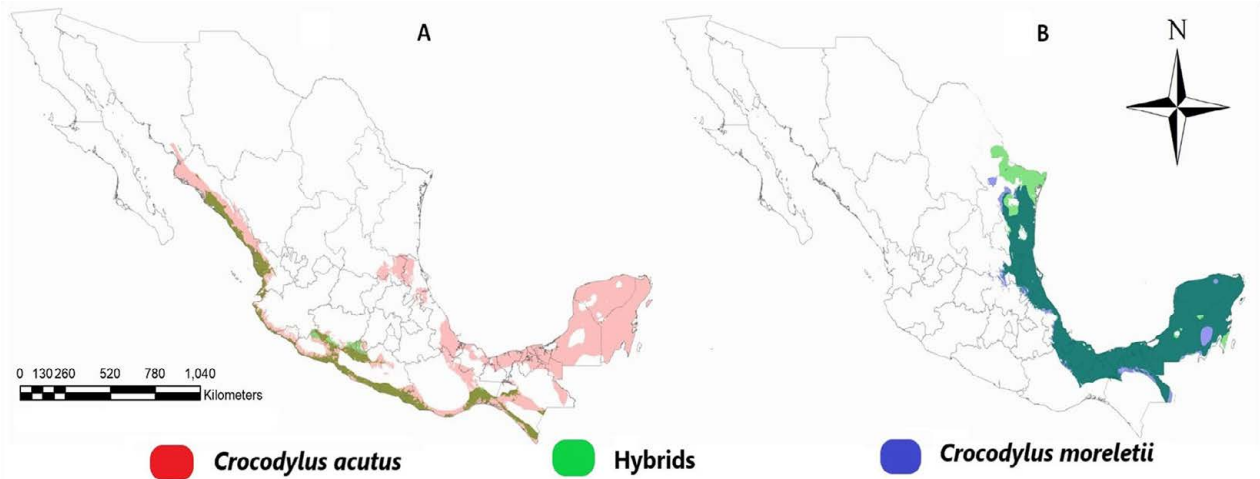 A
B
N
0 130 260 520 780 1,040
Kilometers
Crocodylus acutus
Hybrids
Crocodylus moreletii